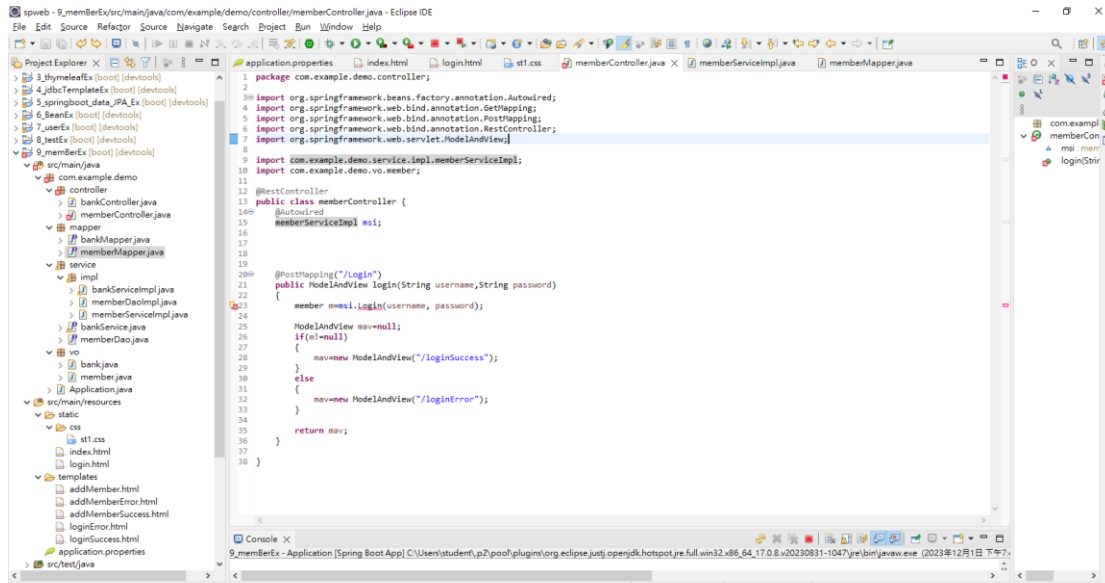 spweb - 9_memBerEx/src/main/java/com/example/demo/controller/memberController.java - Eclipse IDE
File Edit Source Refactor Source Navigate Search Project Run Window Help
Project Explorer
application.properties index.html login.html st1.css memberController.java memberServiceImpl.java memberMapper.java
3_thymeleafEx [boot] [devtools]
4_jdbcTemplateEx [boot] [devtools]
5_springboot_data_JPA_Ex [boot] [devtools]
6_BeanEx [boot] [devtools]
7_userEx [boot] [devtools]
8_testEx [boot] [devtools]
9_memBerEx [boot] [devtools]
src/main/java
com.example.demo
controller
bankController.java
memberController.java
mapper
bankMapper.java
memberMapper.java
service
impl
bankServiceImpl.java
memberDaoImpl.java
memberServiceImpl.java
bankService.java
memberDao.java
vo
bank.java
member.java
Application.java
src/main/resources
static
css
st1.css
index.html
login.html
templates
addMember.html
addMemberError.html
addMemberSuccess.html
loginError.html
loginSuccess.html
application.properties
src/test/java
1 package com.example.demo.controller;
2
3 import org.springframework.beans.factory.annotation.Autowired;
4 import org.springframework.web.bind.annotation.GetMapping;
5 import org.springframework.web.bind.annotation.PostMapping;
6 import org.springframework.web.bind.annotation.RestController;
7 import org.springframework.web.servlet.ModelAndView;
8
9 import com.example.demo.service.impl.memberServiceImpl;
10 import com.example.demo.vo.member;
11
12 @RestController
13 public class memberController {
14 @Autowired
15 memberServiceImpl msi;
16
17
18
19
20 @PostMapping("/Login")
21 public ModelAndView login(String username,String password)
22 {
23 member m=msi.Login(username, password);
24
25 ModelAndView mav=null;
26 if(m!=null)
27 {
28 mav=new ModelAndView("/loginSuccess");
29 }
30 else
31 {
32 mav=new ModelAndView("/loginError");
33 }
34
35 return mav;
36 }
37
38 }
com.exampl
memberCon
msi : mem
login(Strin
Console
9_memBerEx - Application [Spring Boot App] C:\Users\student\.p2\pool\plugins\org.eclipse.justj.openjdk.hotspot.jre.full.win32.x86_64_17.0.8.v20230831-1047\jre\bin\javaw.exe (2023年12月1日 下午7: